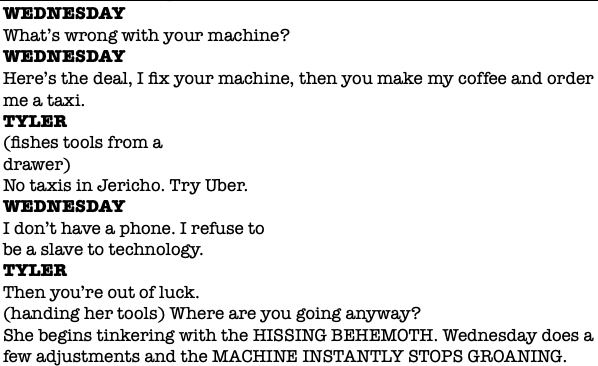 WEDNESDAY
What's wrong with your machine?
WEDNESDAY
Here's the deal, I fix your machine, then you make my coffee and order
me a taxi.
TYLER
(fishes tools from a
drawer)
No taxis in Jericho. Try Uber.
WEDNESDAY
I don't have a phone. I refuse to
be a slave to technology.
TYLER
Then you're out of luck.
(handing her tools) Where are you going anyway?
She begins tinkering with the HISSING BEHEMOTH. Wednesday does a
few adjustments and the MACHINE INSTANTLY STOPS GROANING.